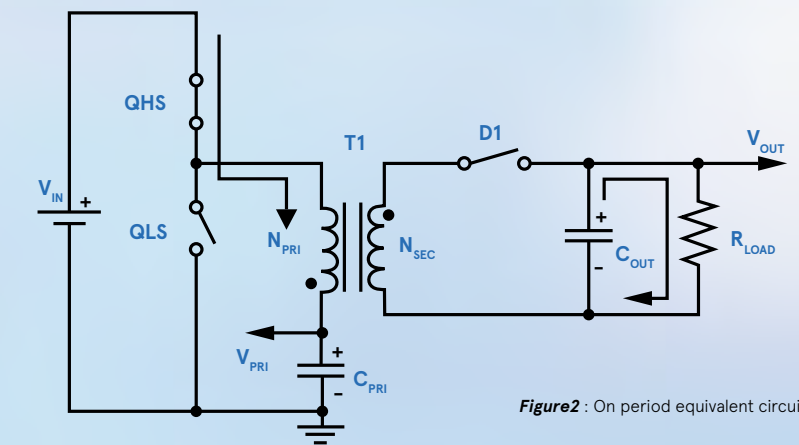 QHS
T1
D1
VOUT
VIN
+
QLS
NPRI
NSEC
+
COUT
-
RLOAD
VPRI
+
CPRI
-
Figure2 : On period equivalent circui